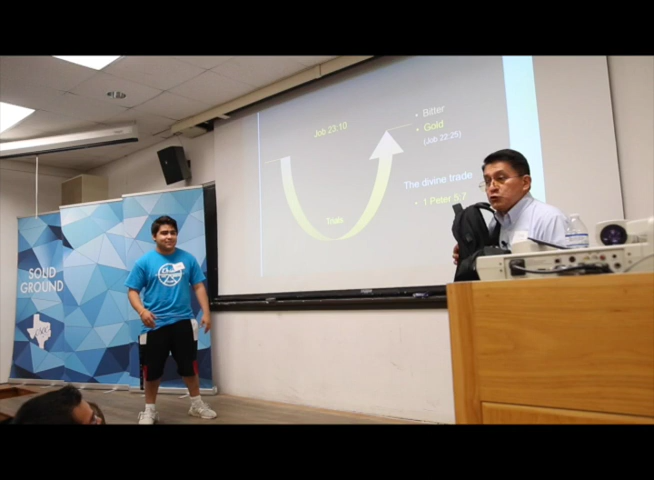 Job 23:10
• Bitter
• Gold
(Job 22:25)
Trials
The divine trade
• 1 Peter 5:7
SOLID
GROUND